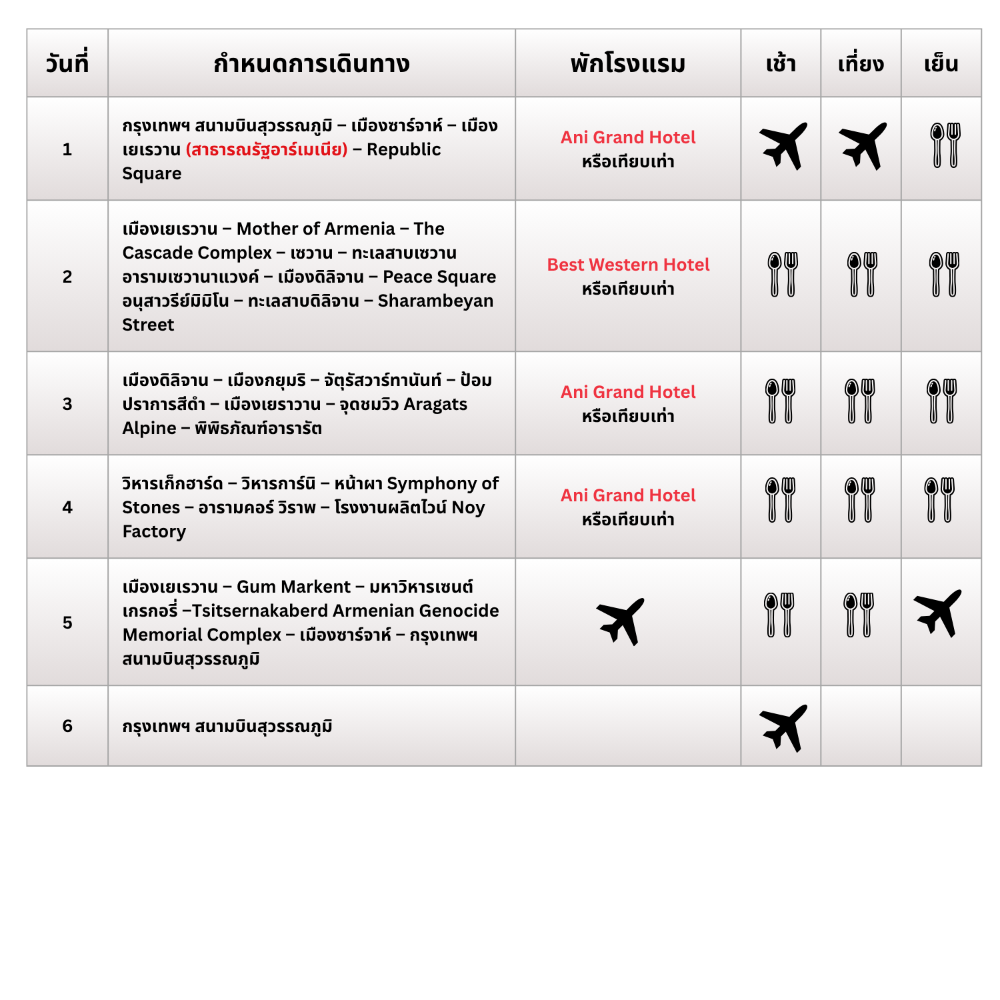 วันที่ กำหนดการเดินทาง พักโรงแรม เช้า เที่ยง เย็น
1
กรุงเทพฯ สนามบินสุวรรณภูมิ – เมืองซาร์จาห์ – เมือง
เยเรวาน (สาธารณรัฐอาร์เมเนีย) – Republic
Square
Ani Grand Hotel
หรือเทียบเท่า
2
เมืองเยเรวาน – Mother of Armenia – The
Cascade Complex – เซวาน – ทะเลสาบเซวาน
อารามเซวานาแวงค์ – เมืองดิลิจาน – Peace Square
อนุสาวรีย์มิมิโน – ทะเลสาบดิลิจาน – Sharambeyan
Street
Best Western Hotel
หรือเทียบเท่า
3
เมืองดิลิจาน – เมืองกยุมริ – จัตุรัสวาร์ทานันท์ – ป้อม
ปราการสีดำ – เมืองเยราวาน – จุดชมวิว Aragats
Alpine – พิพิธภัณฑ์อารารัต
Ani Grand Hotel
หรือเทียบเท่า
4
วิหารเก็กฮาร์ด – วิหารการ์นิ – หน้าผา Symphony of
Stones – อารามคอร์ วิราพ – โรงงานผลิตไวน์ Noy
Factory
Ani Grand Hotel
หรือเทียบเท่า
5
เมืองเยเรวาน – Gum Markent – มหาวิหารเซนต์
เกรกอรี่ –Tsitsernakaberd Armenian Genocide
Memorial Complex – เมืองซาร์จาห์ – กรุงเทพฯ
สนามบินสุวรรณภูมิ
6
กรุงเทพฯ สนามบินสุวรรณภูมิ